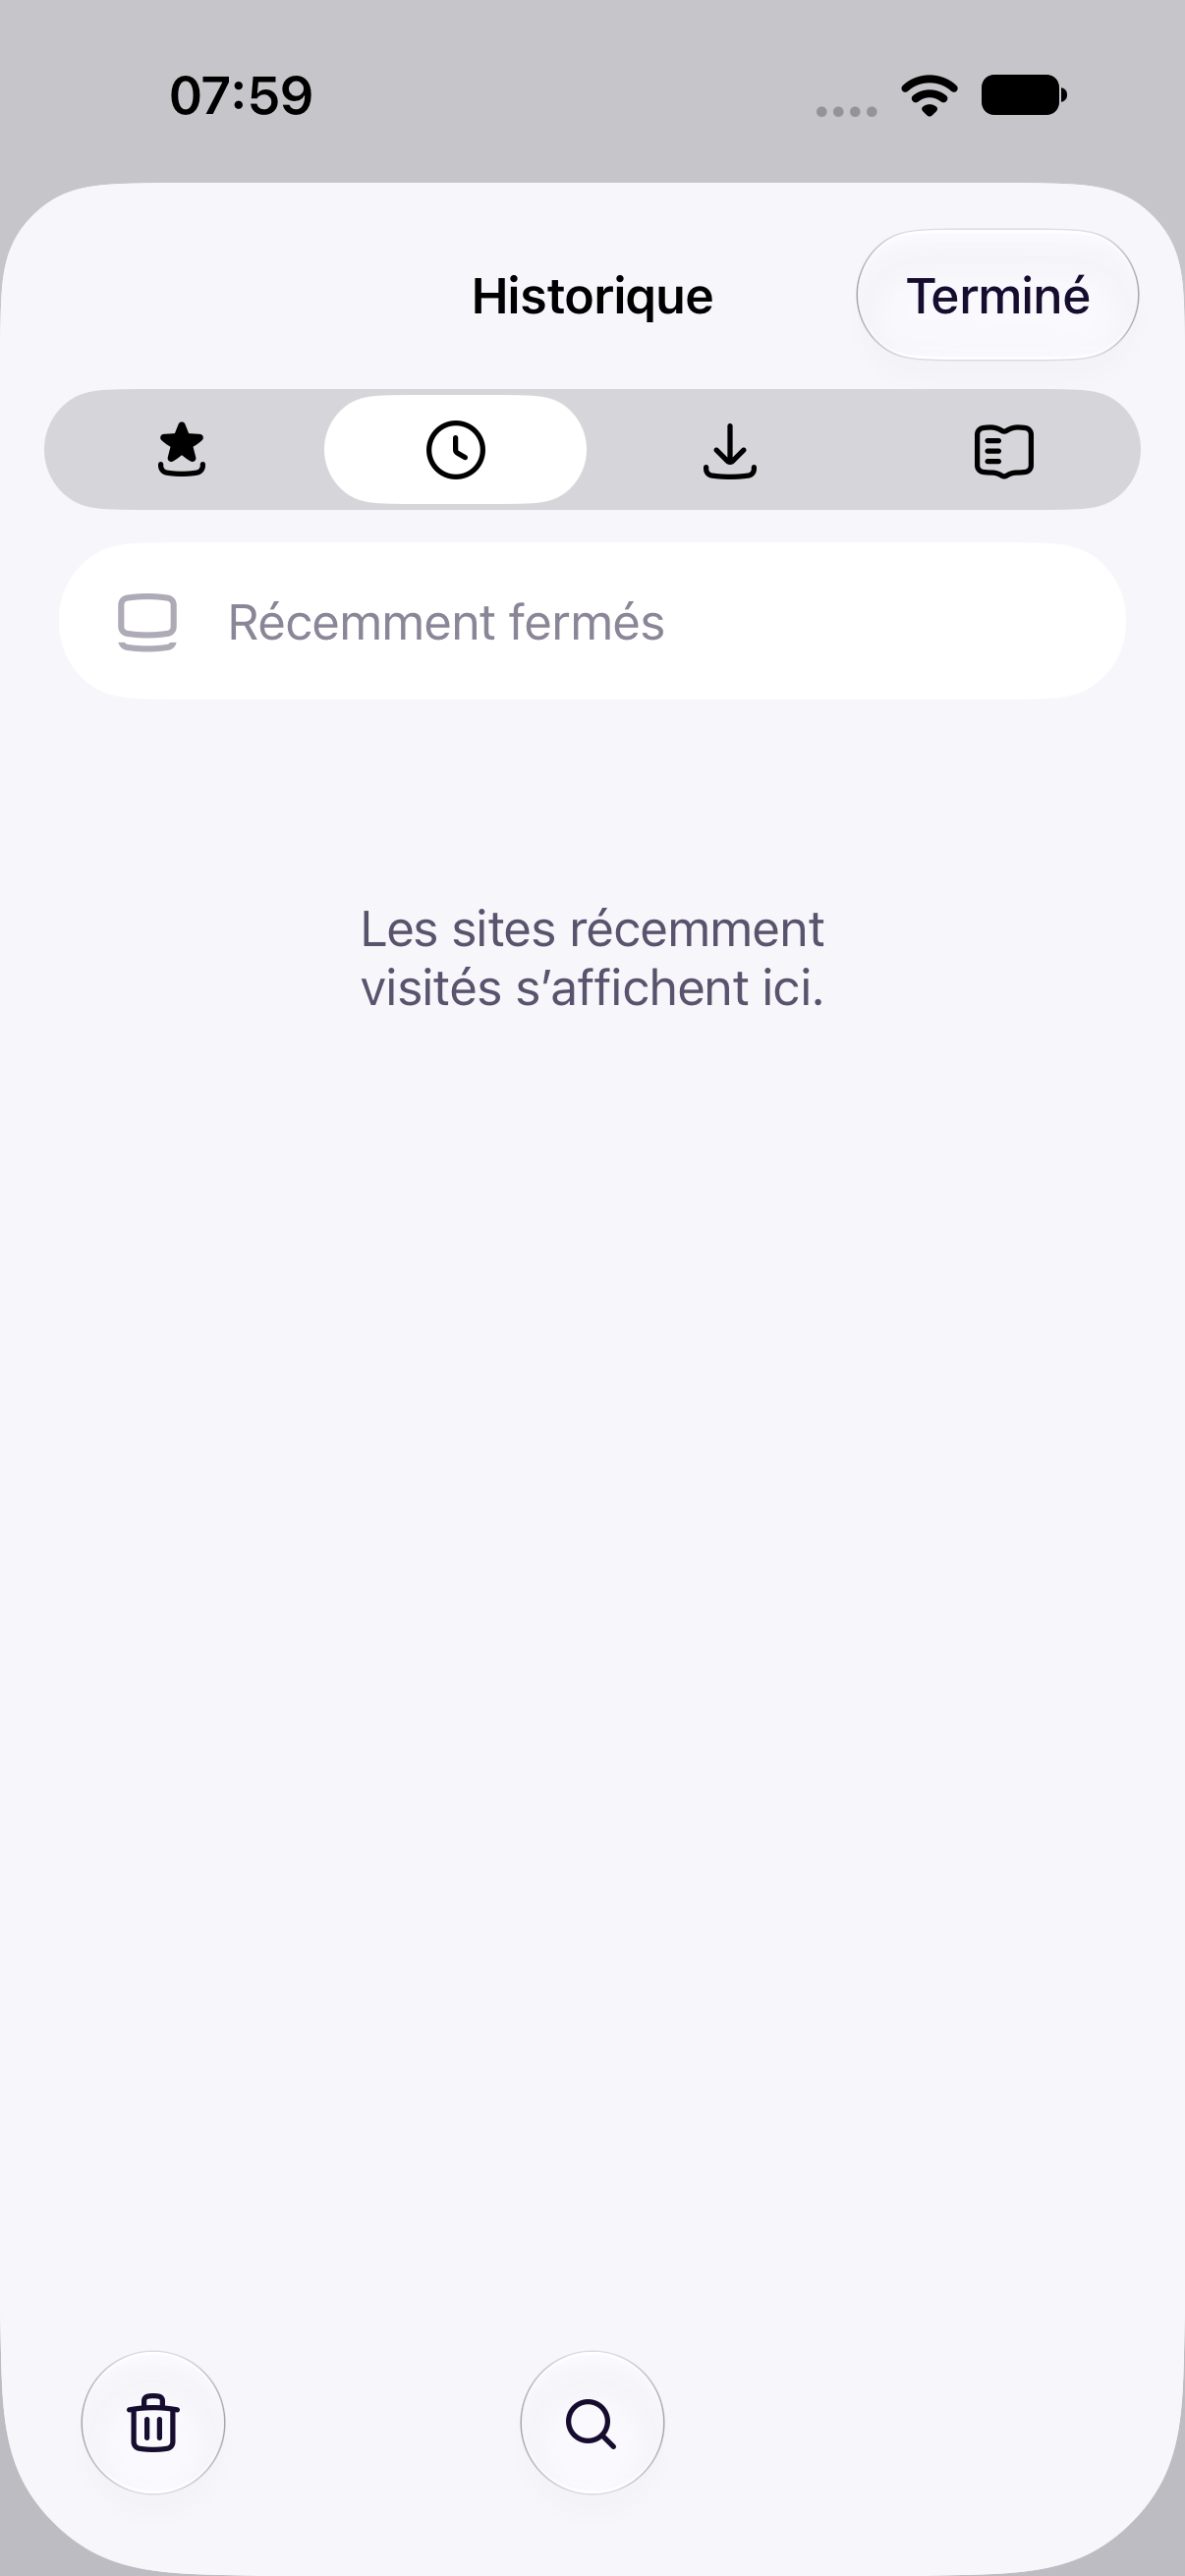 07:59
Historique
Terminé
Récemment fermés
Les sites récemment
visités s’affichent ici.